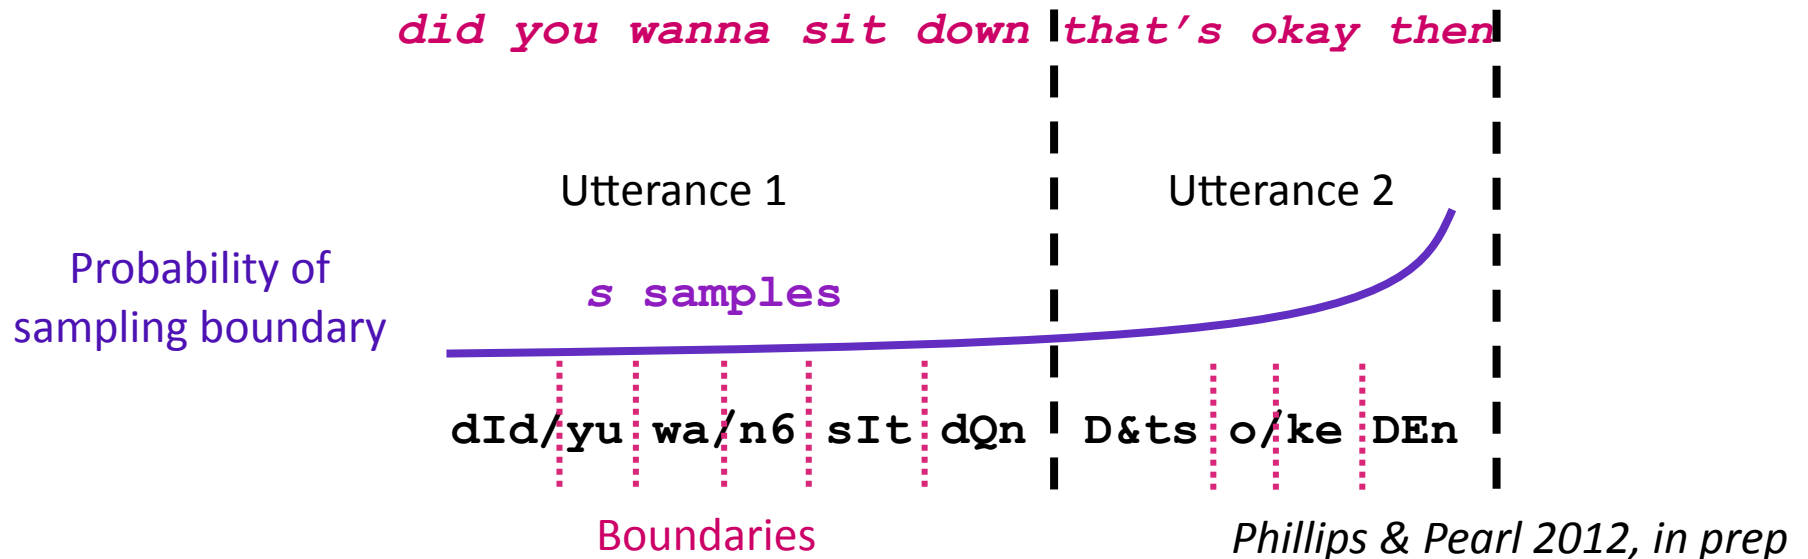 did you wanna sit down that's okay then
Utterance 1 Utterance 2
Probability of
sampling boundary
s samples
dId/yu wa/n6 sIt dQn D&ts o/ke DEn
Boundaries
Phillips & Pearl 2012, in prep